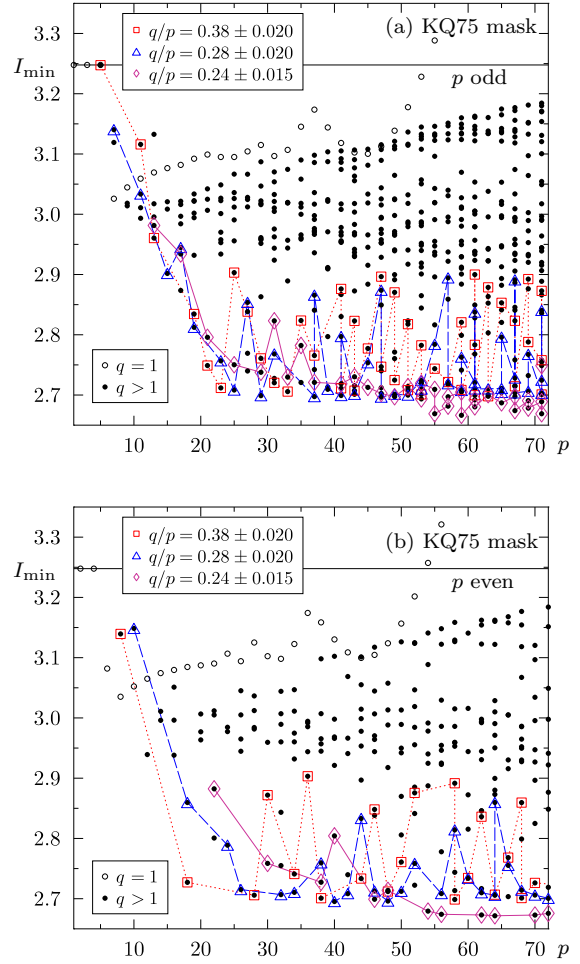 (a) KQ75 mask
q/p = 0.38 ± 0.020
q/p = 0.28 ± 0.020
q/p = 0.24 ± 0.015
p odd
I_min
3.3
3.2
3.1
3.0
2.9
2.8
2.7
q = 1
q > 1
10 20 30 40 50 60 70 p
(b) KQ75 mask
q/p = 0.38 ± 0.020
q/p = 0.28 ± 0.020
q/p = 0.24 ± 0.015
p even
I_min
3.3
3.2
3.1
3.0
2.9
2.8
2.7
q = 1
q > 1
10 20 30 40 50 60 70 p